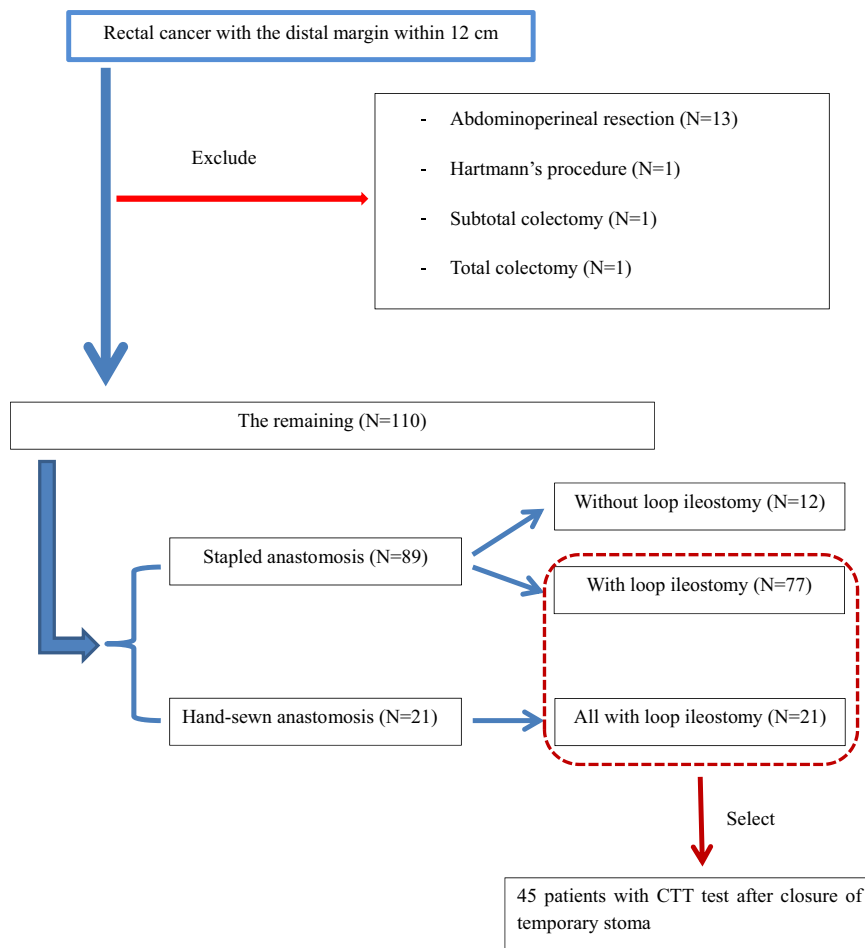 Rectal cancer with the distal margin within 12 cm
Exclude
- Abdominoperineal resection (N=13)
- Hartmann's procedure (N=1)
- Subtotal colectomy (N=1)
- Total colectomy (N=1)
The remaining (N=110)
Stapled anastomosis (N=89)
Without loop ileostomy (N=12)
With loop ileostomy (N=77)
Hand-sewn anastomosis (N=21)
All with loop ileostomy (N=21)
Select
45 patients with CTT test after closure of
temporary stoma